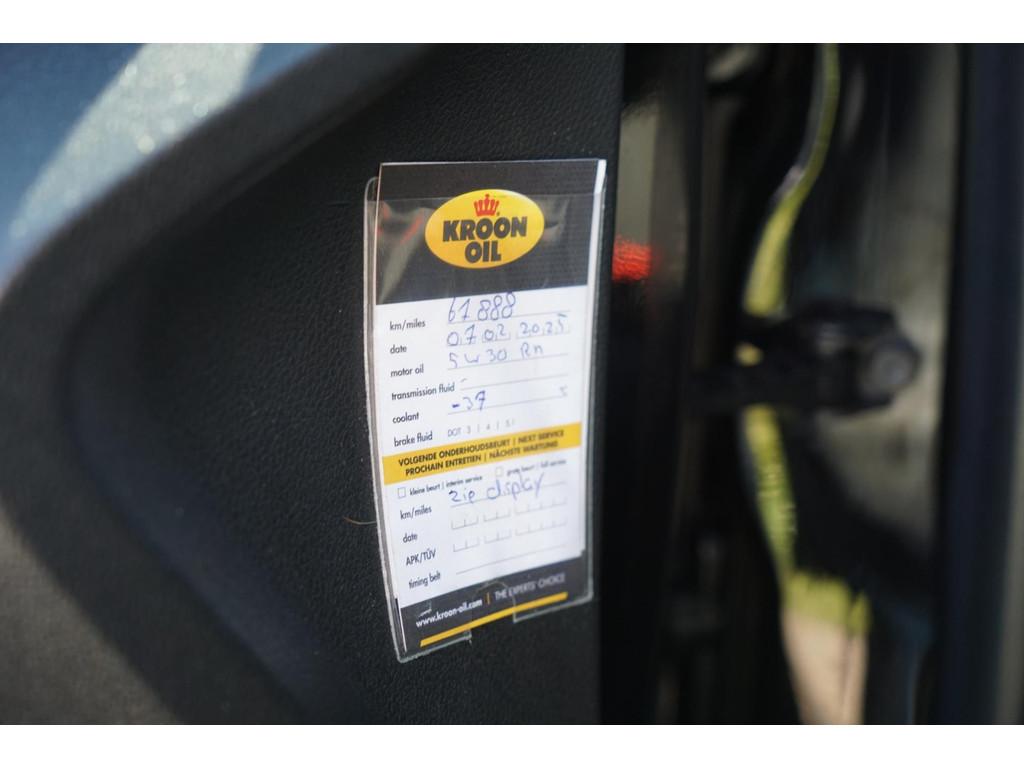 KROON
OIL
km/miles 61888
date 07 02 2025
motor oil 5w30 Rn
transmission fluid -
coolant -37
brake fluid DOT 3 | 4 | 5.1
VOLGENDE ONDERHOUDSBEURT | NEXT SERVICE
PROCHAIN ENTRETIEN | NÄCHSTE WARTUNG
kleine beurt | interim service grote beurt | full service
km/miles zie display
date
APK/TÜV
timing belt
www.kroon-oil.com | THE EXPERTS' CHOICE